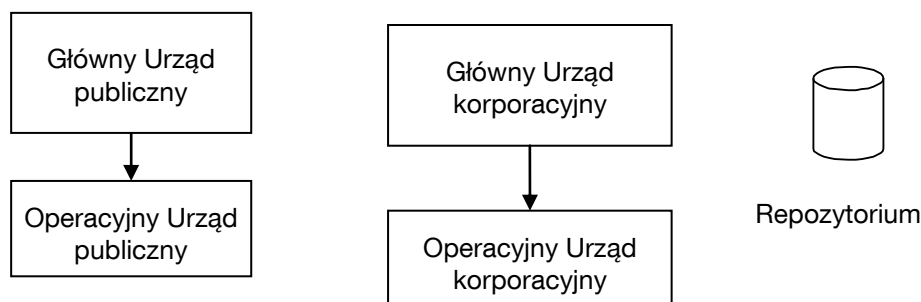 Główny Urząd
publiczny
Operacyjny Urząd
publiczny
Główny Urząd
korporacyjny
Operacyjny Urząd
korporacyjny
Repozytorium